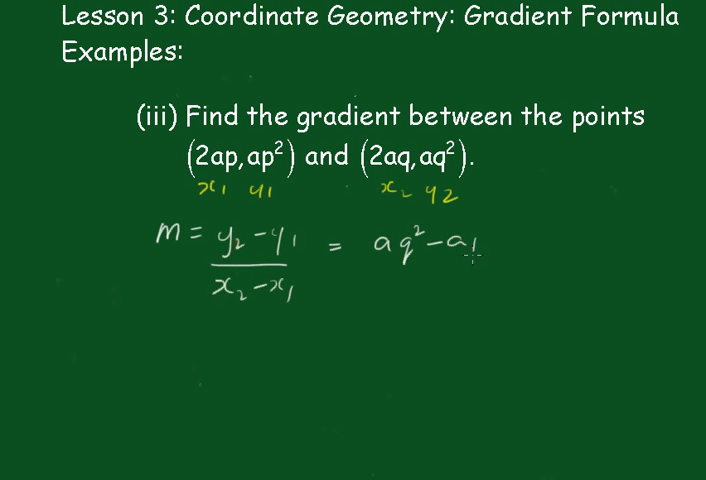 Lesson 3: Coordinate Geometry: Gradient Formula
Examples:
(iii) Find the gradient between the points
(2ap, ap²) and (2aq, aq²).
x₁ y₁ x₂ y₂
m = y₂ - y₁ = aq² - a
x₂ - x₁